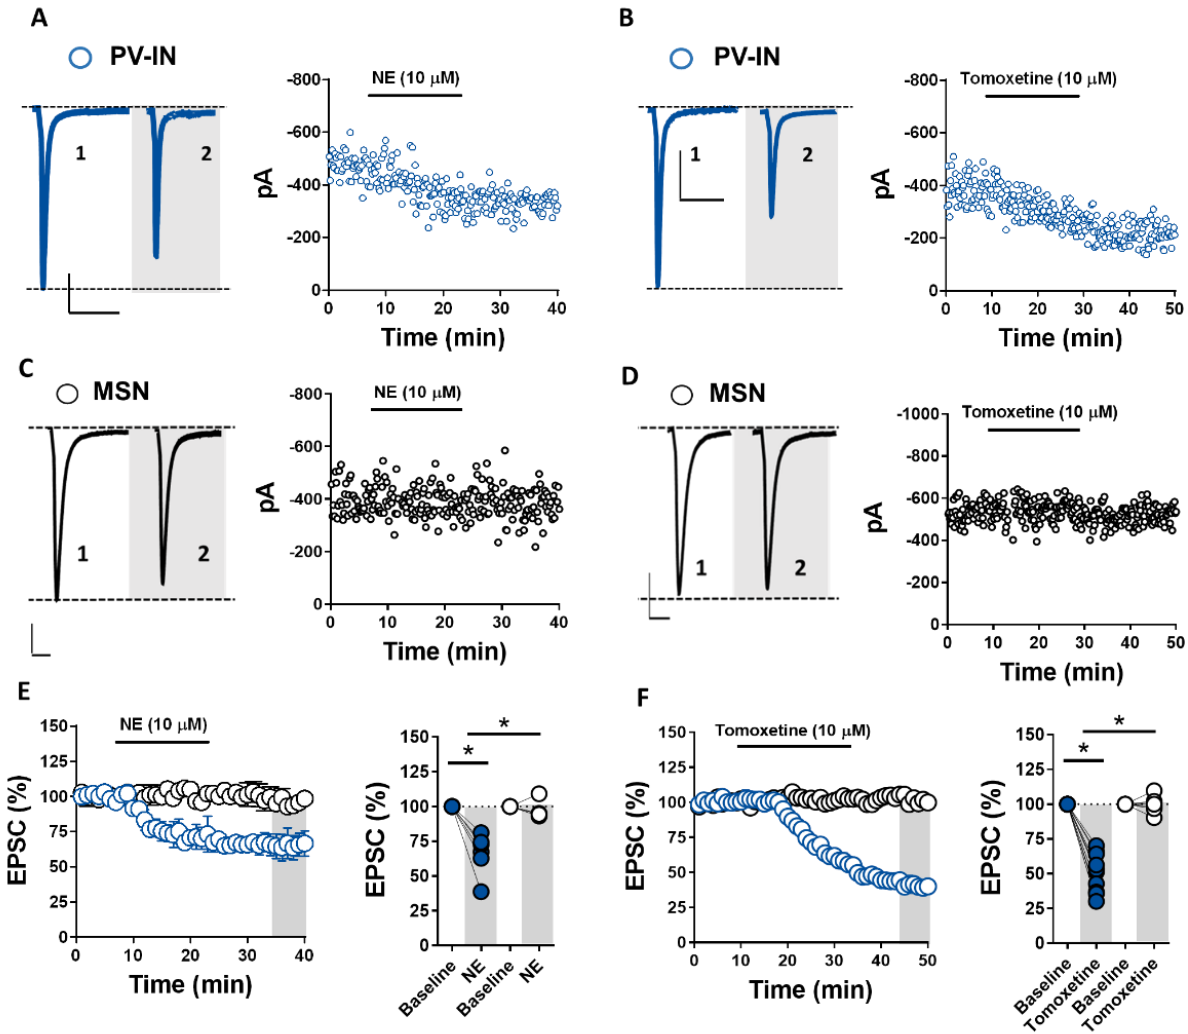 A
PV-IN
1
2
NE (10 μM)
-800
-600
-400
-200
0
pA
0 10 20 30 40
Time (min)
B
PV-IN
1
2
Tomoxetine (10 μM)
-800
-600
-400
-200
0
pA
0 10 20 30 40 50
Time (min)
C
MSN
1
2
NE (10 μM)
-800
-600
-400
-200
0
pA
0 10 20 30 40
Time (min)
D
MSN
1
2
Tomoxetine (10 μM)
-1000
-800
-600
-400
-200
0
pA
0 10 20 30 40 50
Time (min)
E
NE (10 μM)
150
125
100
75
50
25
0
EPSC (%)
0 10 20 30 40
Time (min)
150
125
100
75
50
25
0
EPSC (%)
*
*
Baseline
NE
Baseline
NE
F
Tomoxetine (10 μM)
150
125
100
75
50
25
0
EPSC (%)
0 10 20 30 40 50
Time (min)
150
125
100
75
50
25
0
EPSC (%)
*
*
Baseline
Tomoxetine
Baseline
Tomoxetine